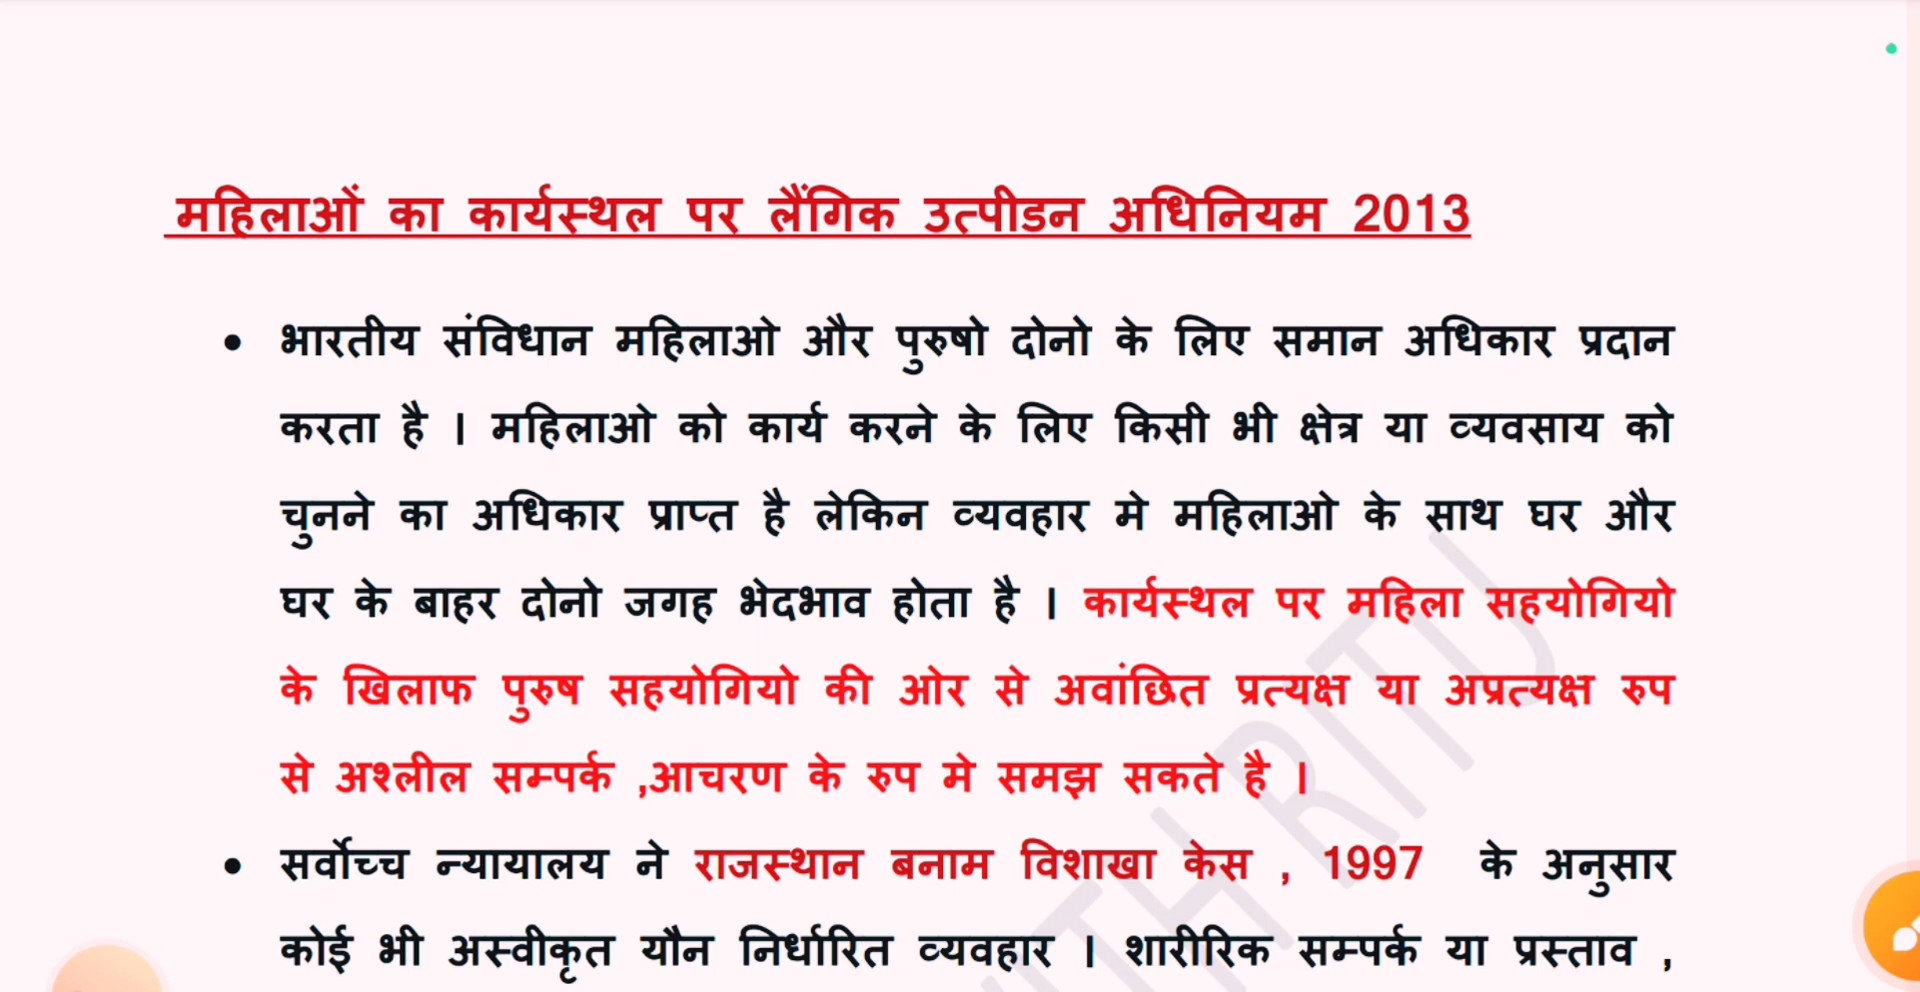 महिलाओं का कार्यस्थल पर लैंगिक उत्पीडन अधिनियम 2013
• भारतीय संविधान महिलाओ और पुरुषो दोनो के लिए समान अधिकार प्रदान
करता है । महिलाओ को कार्य करने के लिए किसी भी क्षेत्र या व्यवसाय को
चुनने का अधिकार प्राप्त है लेकिन व्यवहार मे महिलाओ के साथ घर और
घर के बाहर दोनो जगह भेदभाव होता है । कार्यस्थल पर महिला सहयोगियो
के खिलाफ पुरुष सहयोगियो की ओर से अवांछित प्रत्यक्ष या अप्रत्यक्ष रुप
से अश्लील सम्पर्क ,आचरण के रुप मे समझ सकते है ।
• सर्वोच्च न्यायालय ने राजस्थान बनाम विशाखा केस , 1997 के अनुसार
कोई भी अस्वीकृत यौन निर्धारित व्यवहार । शारीरिक सम्पर्क या प्रस्ताव ,
WITH RITU